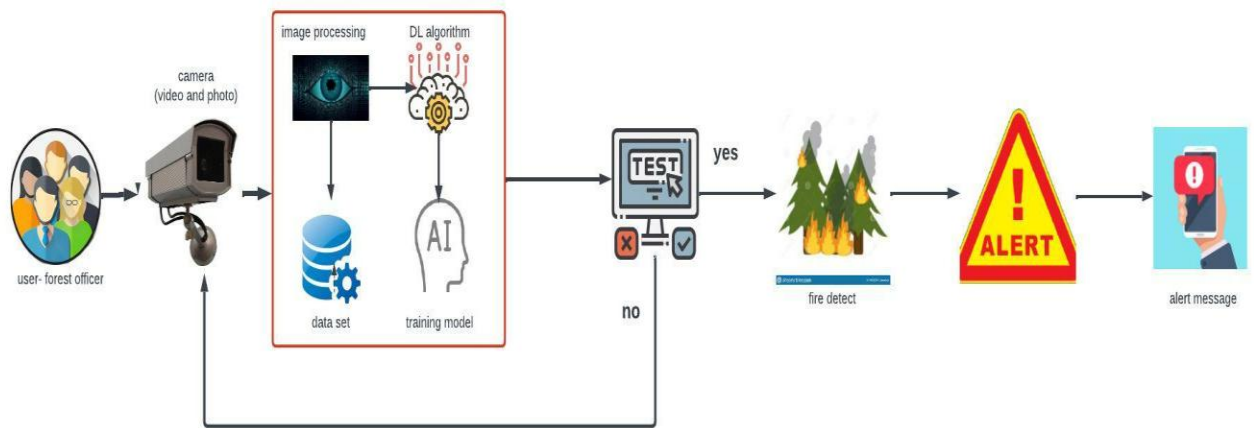 image processing
DL algorithm
camera
(video and photo)
TEST
yes
ALERT
user- forest officer
data set
training model
no
fire detect
alert message